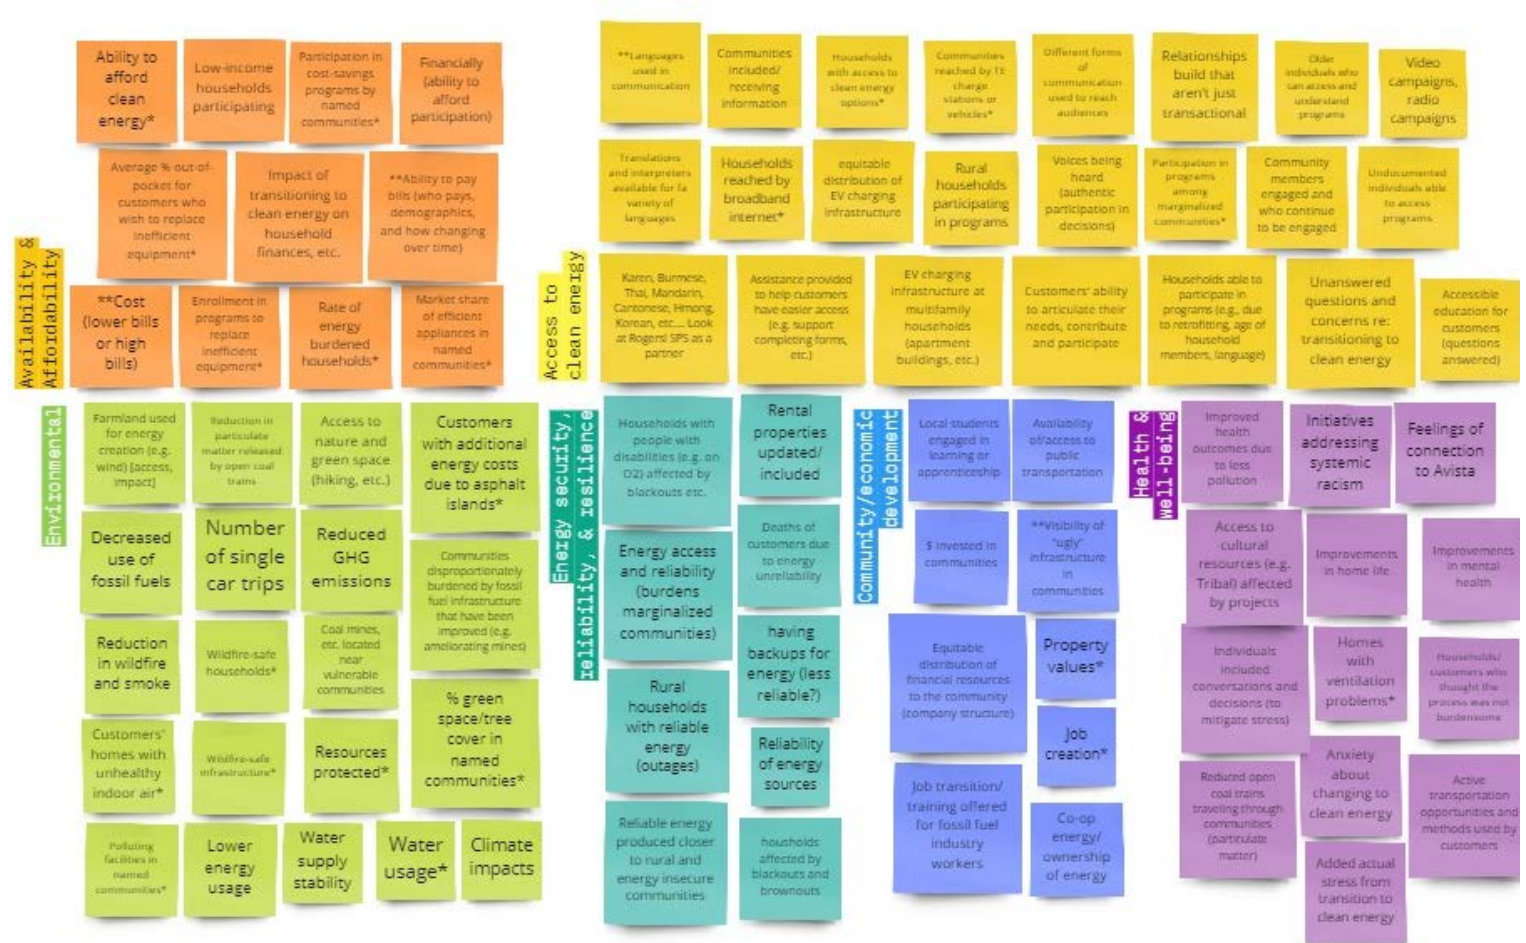 Availability &
Affordability
Ability to
afford
clean
energy*
Low-income
households
participating
Participation in
cost-savings
programs by
named
communities*
Financially
(ability to
afford
participation)
Average % out-of-
pocket for
customers who
wish to replace
inefficient
equipment*
Impact of
transitioning to
clean energy on
household
finances, etc.
**Ability to pay
bills (who pays,
demographics,
and how changing
over time)
**Cost
(lower bills
or high
bills)
Enrollment in
programs to
replace
inefficient
equipment*
Rate of
energy
burdened
households*
Market share
of efficient
appliances in
named
communities*
Access to
clean energy
**Languages
used in
communication
Communities
included/
receiving
information
Households
with access to
clean energy
options*
Communities
reached by TE
charge
stations or
vehicles*
Different forms
of
communication
used to reach
audiences
Relationships
build that
aren't just
transactional
Older
individuals who
can access and
understand
programs
Video
campaigns,
radio
campaigns
Translations
and interpreters
available for fa
variety of
languages
Households
reached by
broadband
internet*
equitable
distribution of
EV charging
infrastructure
Rural
households
participating
in programs
Voices being
heard
(authentic
participation in
decisions)
Participation in
programs
among
marginalized
communities*
Community
members
engaged and
who continue
to be engaged
Undocumented
individuals able
to access
programs
Karen, Burmese,
Thai, Mandarin,
Cantonese, Hmong,
Korean, etc.... Look
at Rogers! SPS as a
partner
Assistance provided
to help customers
have easier access
(e.g. support
completing forms,
etc.)
EV charging
infrastructure at
multifamily
households
(apartment
buildings, etc.)
Customers' ability
to articulate their
needs, contribute
and participate
Households able to
participate in
programs (e.g., due
to retrofitting, age of
household
members, language)
Unanswered
questions and
concerns re:
transitioning to
clean energy
Accessible
education for
customers
(questions
answered)
Environmental
Farmland used
for energy
creation (e.g.
wind) [access,
impact]
Reduction in
particulate
matter released
by open coal
trains
Access to
nature and
green space
(hiking, etc.)
Customers
with additional
energy costs
due to asphalt
islands*
Decreased
use of
fossil fuels
Number
of single
car trips
Reduced
GHG
emissions
Communities
disproportionately
burdened by fossil
fuel infrastructure
that have been
improved (e.g.
ameliorating mines)
Reduction
in wildfire
and smoke
Wildfire-safe
households*
Coal mines,
etc. located
near
vulnerable
communities
% green
space/tree
cover in
named
communities*
Customers'
homes with
unhealthy
indoor air*
Wildfire-safe
infrastructure*
Resources
protected*
Polluting
facilities in
named
communities*
Lower
energy
usage
Water
supply
stability
Water
usage*
Climate
impacts
Energy security,
reliability, & resilience
Households with
people with
disabilities (e.g. on
O2) affected by
blackouts etc.
Rental
properties
updated/
included
Energy access
and reliability
(burdens
marginalized
communities)
Deaths of
customers due
to energy
unreliability
Rural
households
with reliable
energy
(outages)
having
backups for
energy (less
reliable?)
Reliability
of energy
sources
Reliable energy
produced closer
to rural and
energy insecure
communities
housholds
affected by
blackouts and
brownouts
Community/economic
development
Local students
engaged in
learning or
apprenticeship
Availability
of/access to
public
transportation
$ invested in
communities
**Visibility of
"ugly"
infrastructure
in
communities
Equitable
distribution of
financial resources
to the community
(company structure)
Property
values*
Job
creation*
Job transition/
training offered
for fossil fuel
industry
workers
Co-op
energy/
ownership
of energy
Health &
well-being
Improved
health
outcomes due
to less
pollution
Initiatives
addressing
systemic
racism
Feelings of
connection
to Avista
Access to
cultural
resources (e.g.
Tribal) affected
by projects
Improvements
in home life
Improvements
in mental
health
Individuals
included
conversations and
decisions (to
mitigate stress)
Homes
with
ventilation
problems*
Households/
customers who
thought the
process was not
burdensome
Reduced open
coal trains
traveling through
communities
(particulate
matter)
Anxiety
about
changing to
clean energy
Active
transportation
opportunities and
methods used by
customers
Added actual
stress from
transition to
clean energy